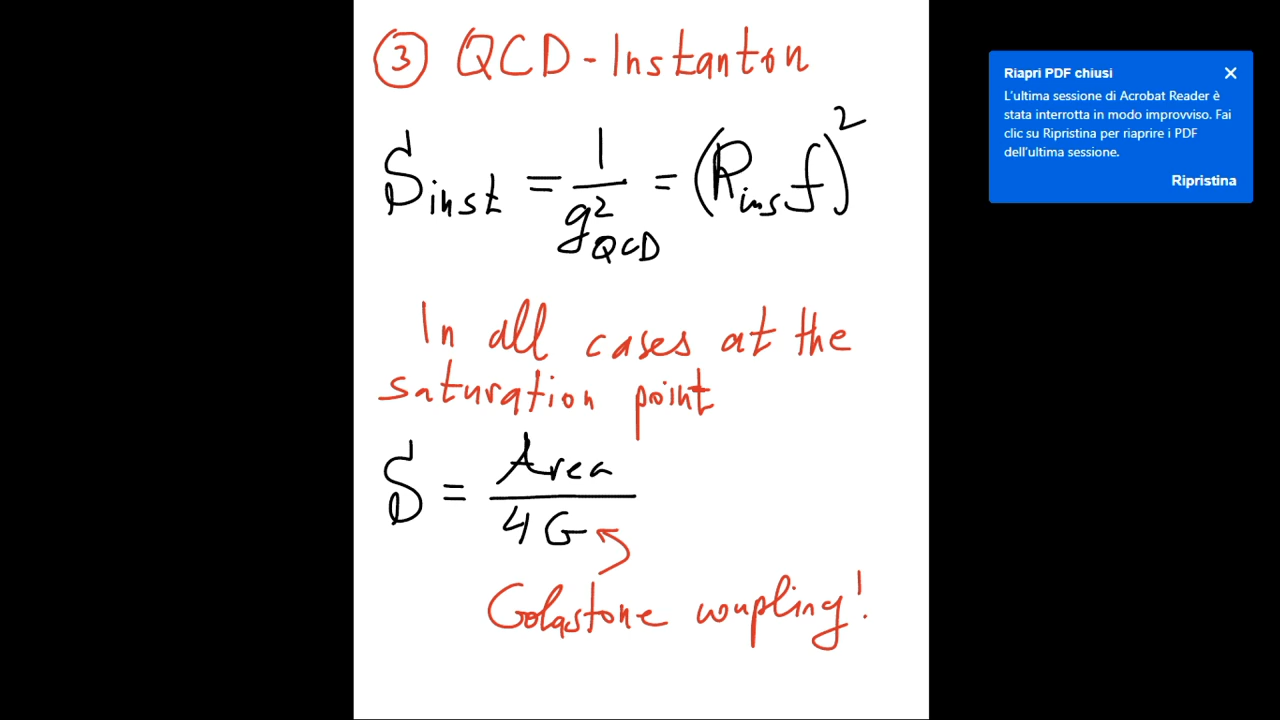 ③ QCD-Instanton
S_inst = 1/g²_QCD = (R_ins f)²
In all cases at the
saturation point
S = Area/4G
Golastone coupling!
Riapri PDF chiusi
L'ultima sessione di Acrobat Reader è
stata interrotta in modo improvviso. Fai
clic su Ripristina per riaprire i PDF
dell'ultima sessione.
Ripristina